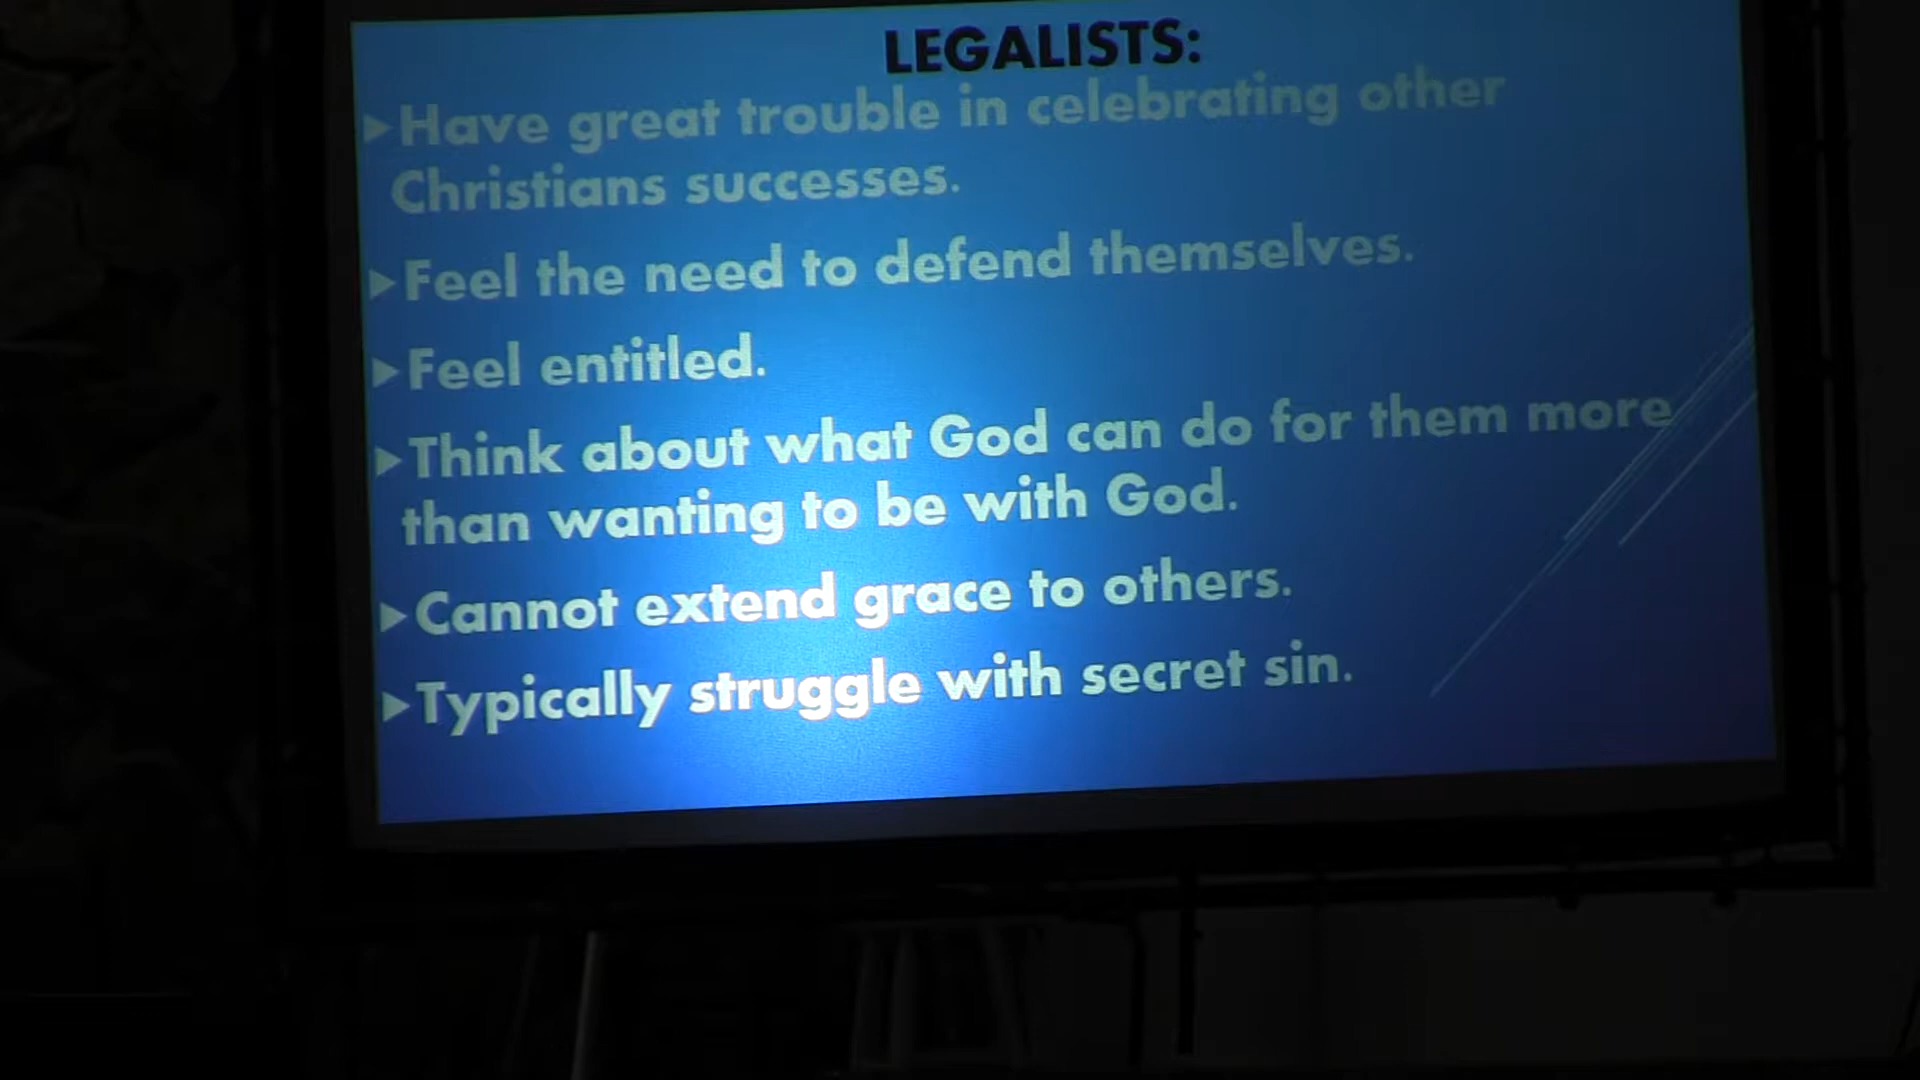 LEGALISTS:
▶Have great trouble in celebrating other
Christians successes.
▶Feel the need to defend themselves.
▶Feel entitled.
▶Think about what God can do for them more
than wanting to be with God.
▶Cannot extend grace to others.
▶Typically struggle with secret sin.